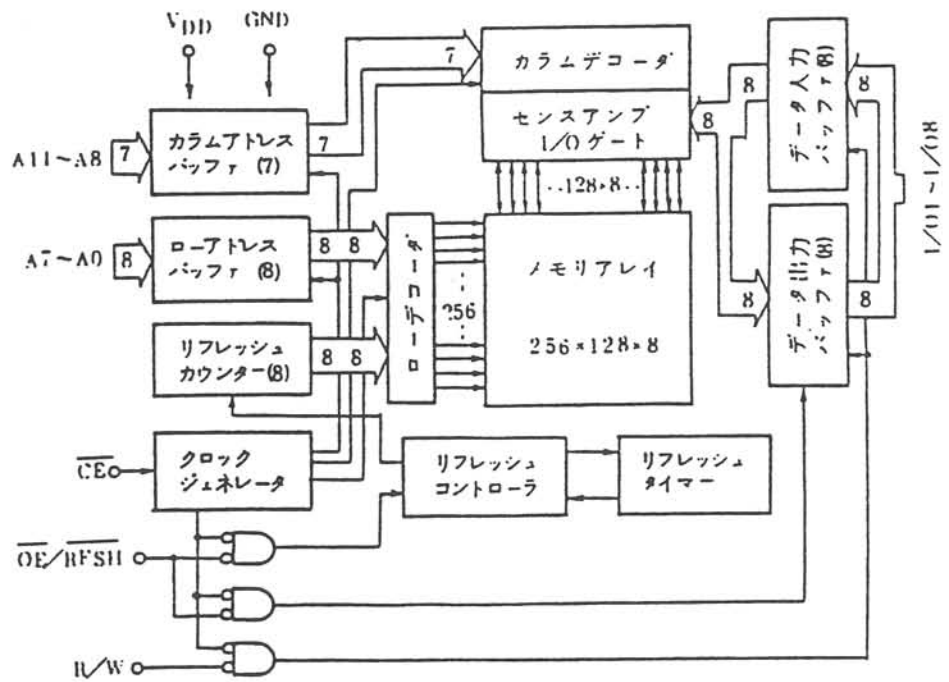 VDD
GND
カラムデコーダ
センスアンプ
I/Oゲート
データ入力
バッファ(8)
カラムアドレス
バッファ (7)
A11~A8
7
7
7
8
8
8
‥128×8‥
ローアドレス
バッファ (8)
A7~A0
8
8 8
ローデコーダ
256
メモリアレイ
256×128×8
データ出力
バッファ(8)
8
8
I/O1~I/O8
リフレッシュ
カウンター(8)
8 8
CE
クロック
ジェネレータ
リフレッシュ
コントローラ
リフレッシュ
タイマー
OE/RFSH
R/W